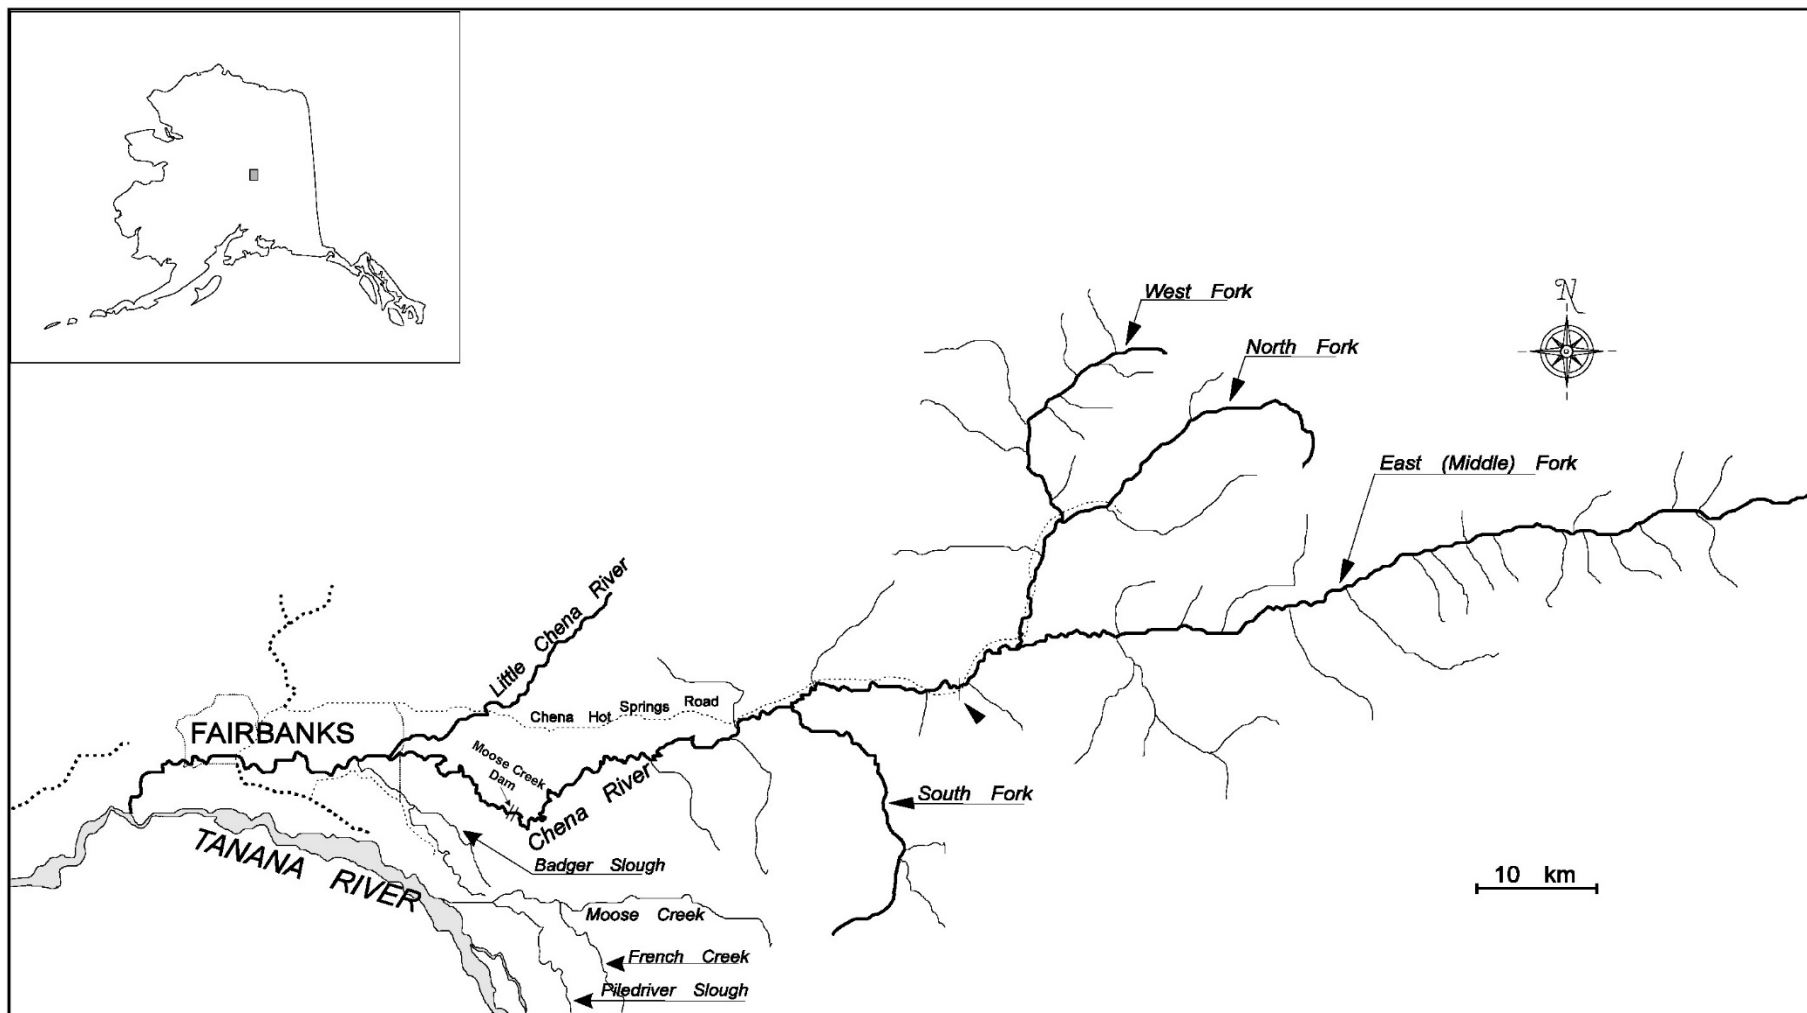 N
West Fork
North Fork
East (Middle) Fork
Little Chena River
Chena Hot Springs Road
FAIRBANKS
Moose Creek
Dam
Chena River
South Fork
TANANA RIVER
Badger Slough
10 km
Moose Creek
French Creek
Piledriver Slough